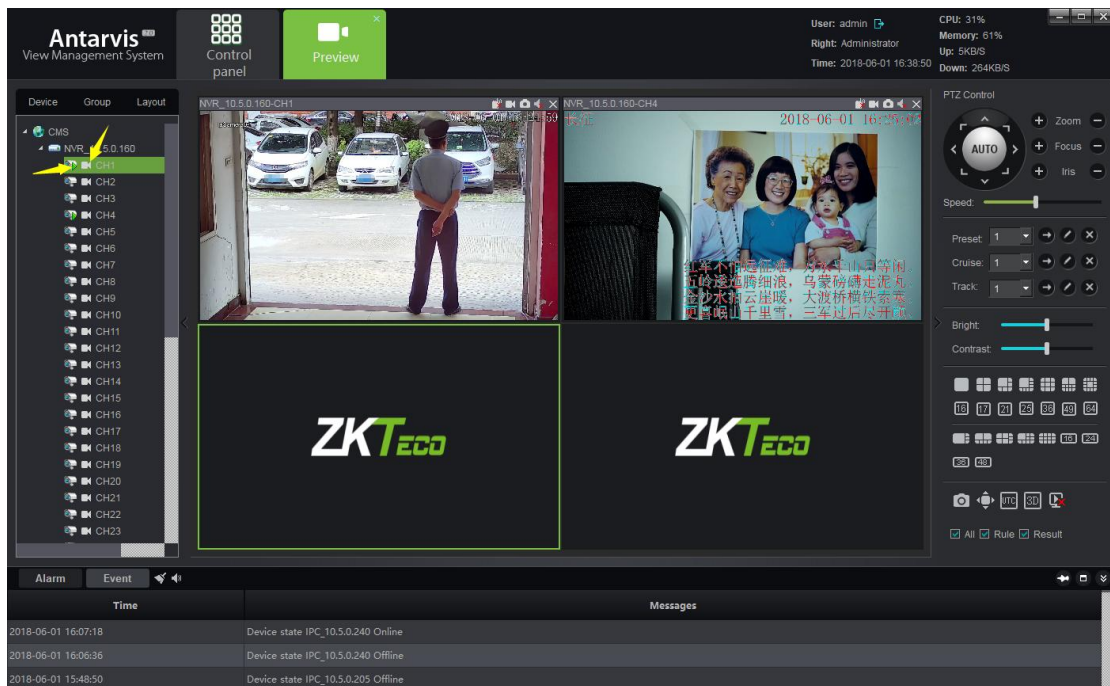 Antarvis 2.0
View Management System
Control
panel
Preview
User: admin
Right: Administrator
Time: 2018-06-01 16:38:50
CPU: 31%
Memory: 61%
Up: 5KB/S
Down: 264KB/S
Device Group Layout
CMS
CH1
CH2
CH3
CH4
CH5
CH6
CH7
CH8
CH9
CH10
CH11
CH12
CH13
CH14
CH15
CH16
CH17
CH18
CH19
CH20
CH21
CH22
CH23
NVR_10.5.0.160-CH1
NVR_10.5.0.160-CH4
2018-06-01
ZKTECO
ZKTECO
PTZ Control
AUTO
Zoom
Focus
Iris
Speed:
Preset: 1
Cruise: 1
Track: 1
Bright:
Contrast:
16 17 21 25 36 49 64
16 24
36 48
UTC 3D
All Rule Result
Alarm Event
Time Messages
2018-06-01 16:07:18 Device state IPC_10.5.0.240 Online
2018-06-01 16:06:36 Device state IPC_10.5.0.240 Offline
2018-06-01 15:48:50 Device state IPC_10.5.0.205 Offline